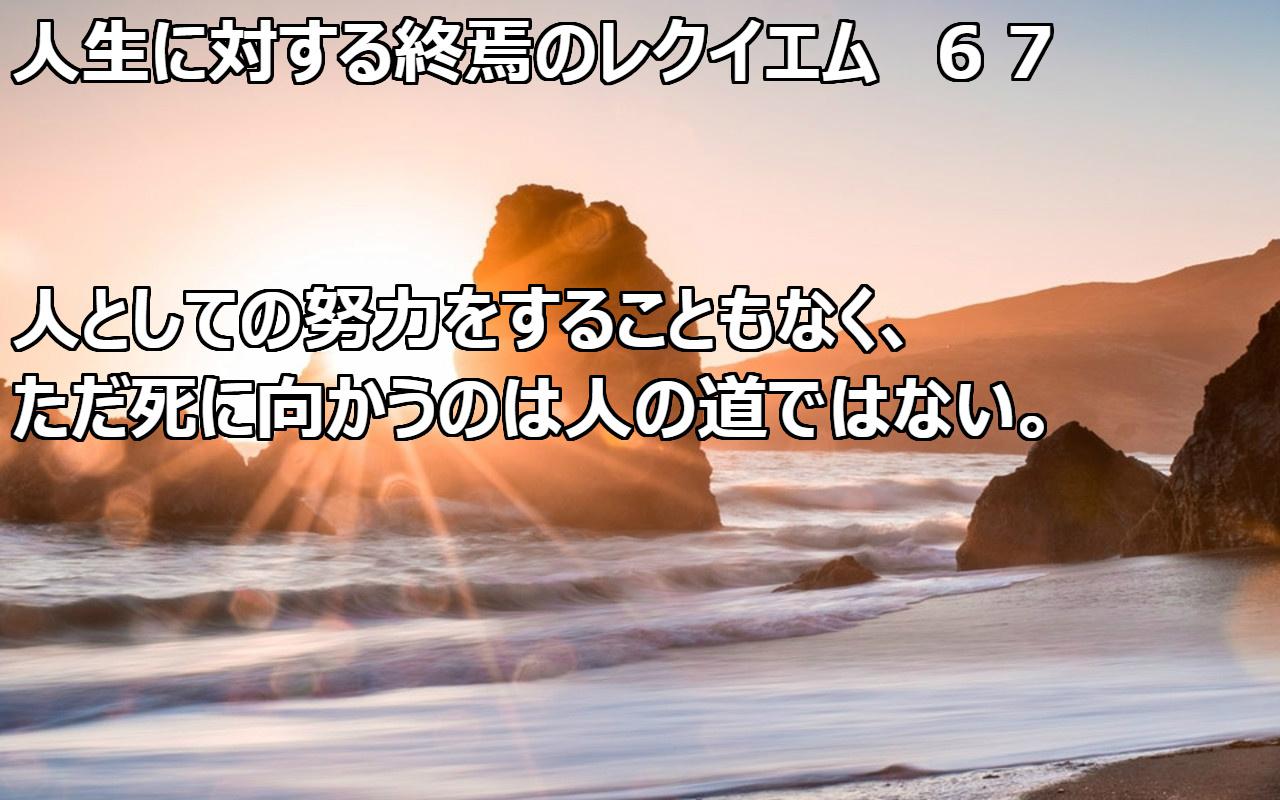 人生に対する終焉のレクイエム　６７
人としての努力をすることもなく、
ただ死に向かうのは人の道ではない。